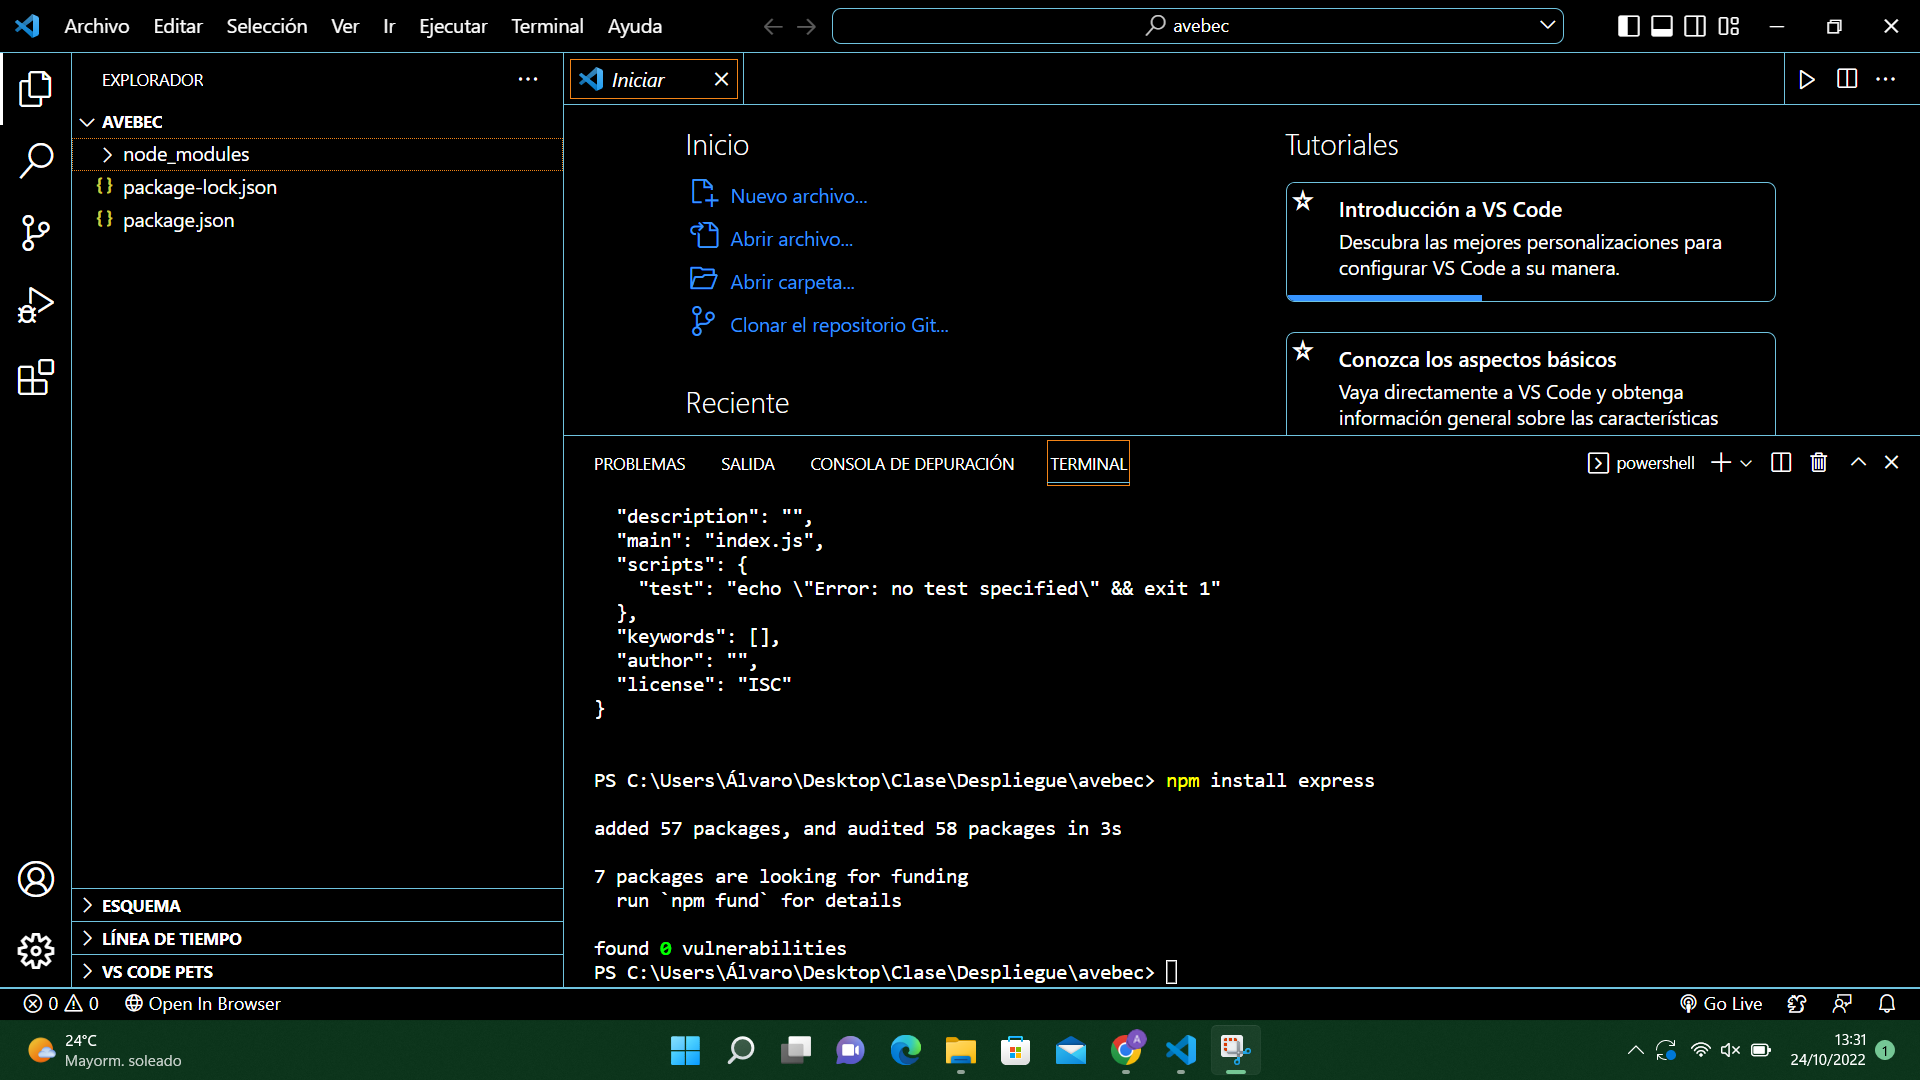 Archivo Editar Selección Ver Ir Ejecutar Terminal Ayuda
avebec
EXPLORADOR
AVEBEC
node_modules
package-lock.json
package.json
ESQUEMA
LÍNEA DE TIEMPO
VS CODE PETS
Iniciar
Inicio
Nuevo archivo...
Abrir archivo...
Abrir carpeta...
Clonar el repositorio Git...
Reciente
Tutoriales
Introducción a VS Code
Descubra las mejores personalizaciones para
configurar VS Code a su manera.
Conozca los aspectos básicos
Vaya directamente a VS Code y obtenga
información general sobre las características
PROBLEMAS SALIDA CONSOLA DE DEPURACIÓN TERMINAL
powershell
"description": "",
"main": "index.js",
"scripts": {
"test": "echo \"Error: no test specified\" && exit 1"
},
"keywords": [],
"author": "",
"license": "ISC"
}
PS C:\Users\Álvaro\Desktop\Clase\Despliegue\avebec> npm install express
added 57 packages, and audited 58 packages in 3s
7 packages are looking for funding
run `npm fund` for details
found 0 vulnerabilities
PS C:\Users\Álvaro\Desktop\Clase\Despliegue\avebec>
0 0 Open In Browser
Go Live
24°C
Mayorm. soleado
A
13:31
24/10/2022
1